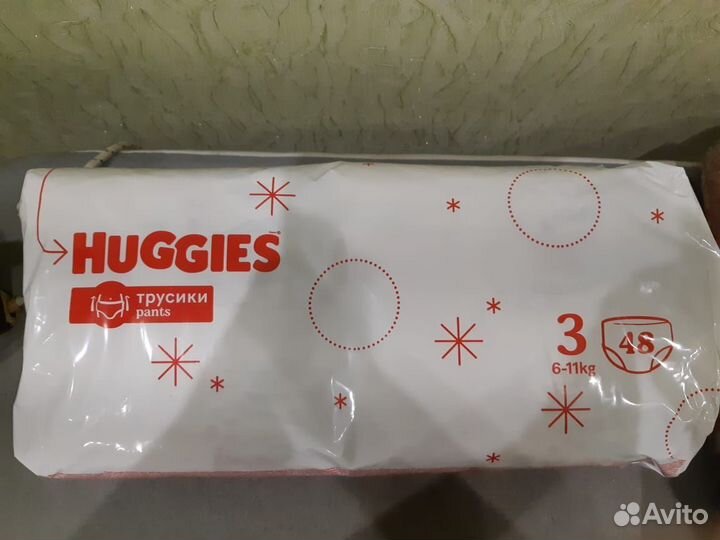 HUGGIES
трусики
pants
3
48
6-11kg
Avito